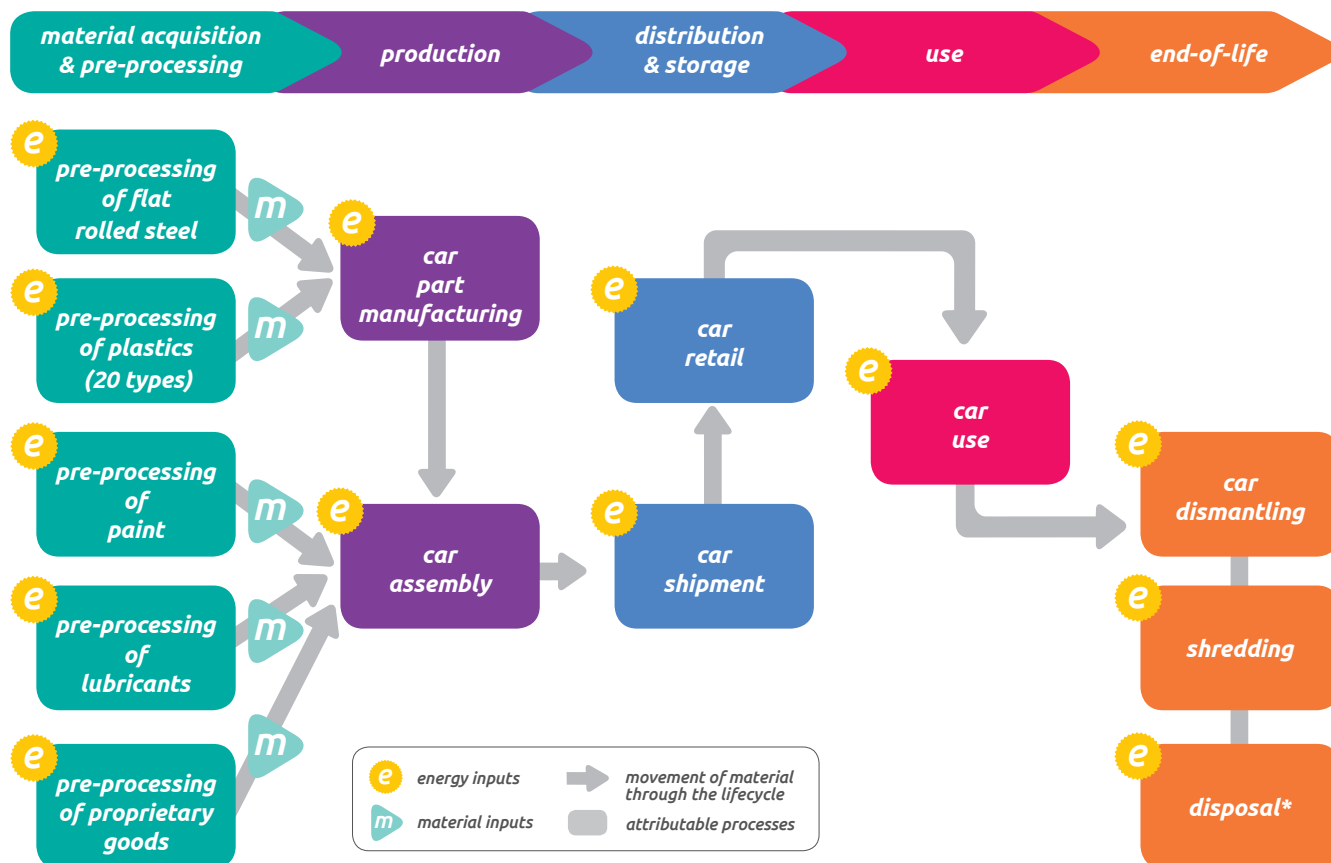 material acquisition
& pre-processing
production
distribution
& storage
use
end-of-life
e
pre-processing
of flat
rolled steel
m
e
pre-processing
of plastics
(20 types)
m
e
pre-processing
of
paint
m
e
pre-processing
of
lubricants
m
e
pre-processing
of proprietary
goods
m
e
car
part
manufacturing
e
car
assembly
e
car
retail
e
car
shipment
e
car
use
e
car
dismantling
e
shredding
e
disposal*
e
energy inputs
movement of material
through the lifecycle
m
material inputs
attributable processes